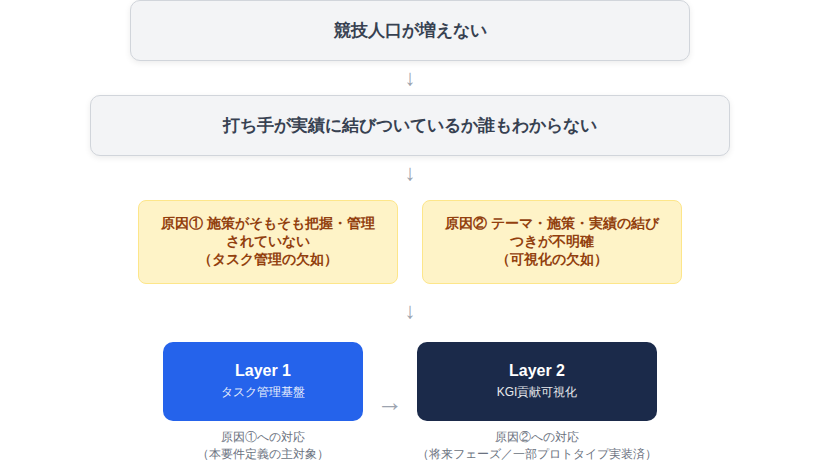 競技人口が増えない
↓
打ち手が実績に結びついているか誰もわからない
↓
原因① 施策がそもそも把握・管理
されていない
（タスク管理の欠如）
原因② テーマ・施策・実績の結び
つきが不明確
（可視化の欠如）
↓
Layer 1
タスク管理基盤
→
Layer 2
KGI貢献可視化
原因①への対応
（本要件定義の主対象）
原因②への対応
（将来フェーズ／一部プロトタイプ実装済）